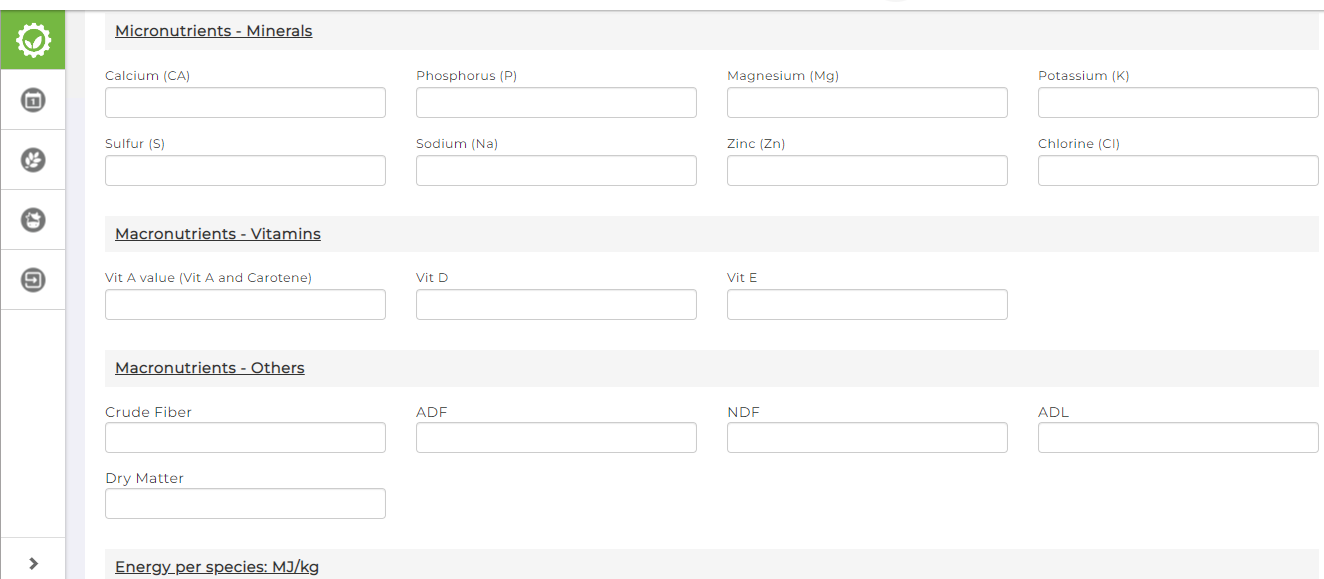 Micronutrients - Minerals
Calcium (CA) Phosphorus (P) Magnesium (Mg) Potassium (K)
Sulfur (S) Sodium (Na) Zinc (Zn) Chlorine (Cl)
Macronutrients - Vitamins
Vit A value (Vit A and Carotene) Vit D Vit E
Macronutrients - Others
Crude Fiber ADF NDF ADL
Dry Matter
Energy per species: MJ/kg